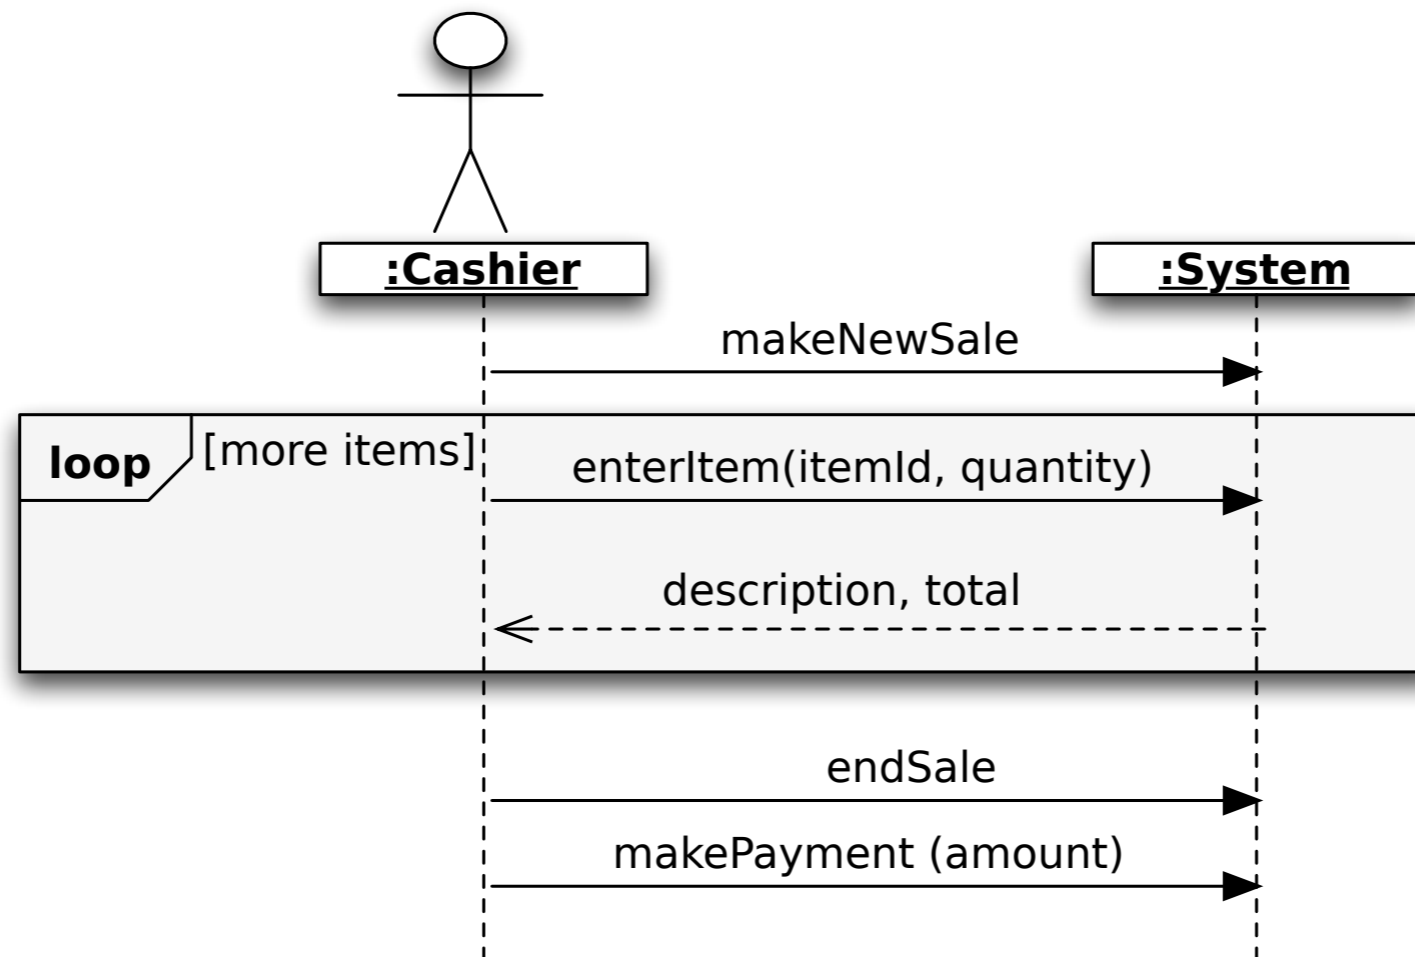 :Cashier
:System
makeNewSale
loop
[more items]
enterItem(itemId, quantity)
description, total
endSale
makePayment (amount)